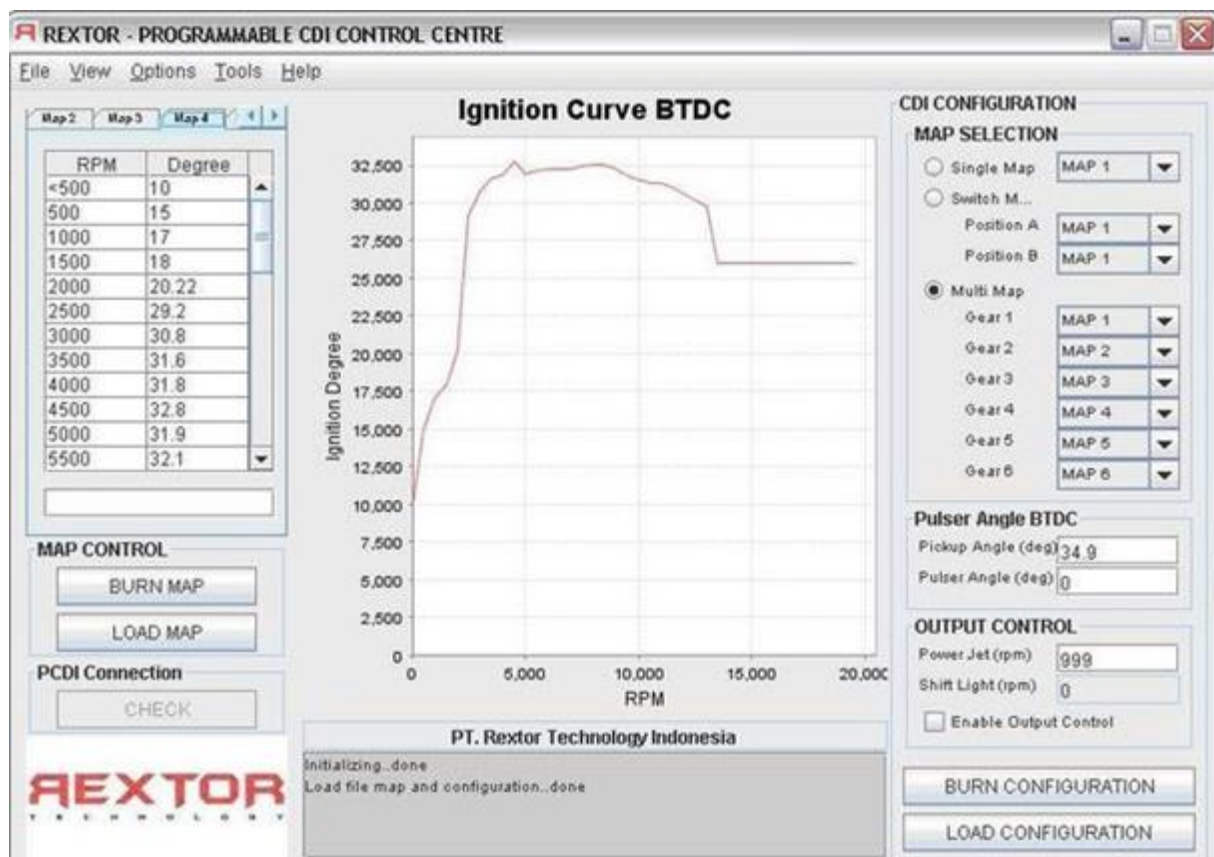 REXTOR - PROGRAMMABLE CDI CONTROL CENTRE
File View Options Tools Help
Map 2 Map 3 Map 4
RPM Degree
<500 10
500 15
1000 17
1500 18
2000 20.22
2500 29.2
3000 30.8
3500 31.6
4000 31.8
4500 32.8
5000 31.9
5500 32.1
MAP CONTROL
BURN MAP
LOAD MAP
PCDI Connection
CHECK
REXTOR
TECHNOLOGY
Ignition Curve BTDC
Ignition Degree
32,500
30,000
27,500
25,000
22,500
20,000
17,500
15,000
12,500
10,000
7,500
5,000
2,500
0
0 5,000 10,000 15,000 20,000
RPM
PT. Rextor Technology Indonesia
Initializing..done
Load file map and configuration..done
CDI CONFIGURATION
MAP SELECTION
Single Map MAP 1
Switch M...
Position A MAP 1
Position B MAP 1
Multi Map
Gear 1 MAP 1
Gear 2 MAP 2
Gear 3 MAP 3
Gear 4 MAP 4
Gear 5 MAP 5
Gear 6 MAP 6
Pulser Angle BTDC
Pickup Angle (deg) 34.9
Pulser Angle (deg) 0
OUTPUT CONTROL
Power Jet (rpm) 999
Shift Light (rpm) 0
Enable Output Control
BURN CONFIGURATION
LOAD CONFIGURATION